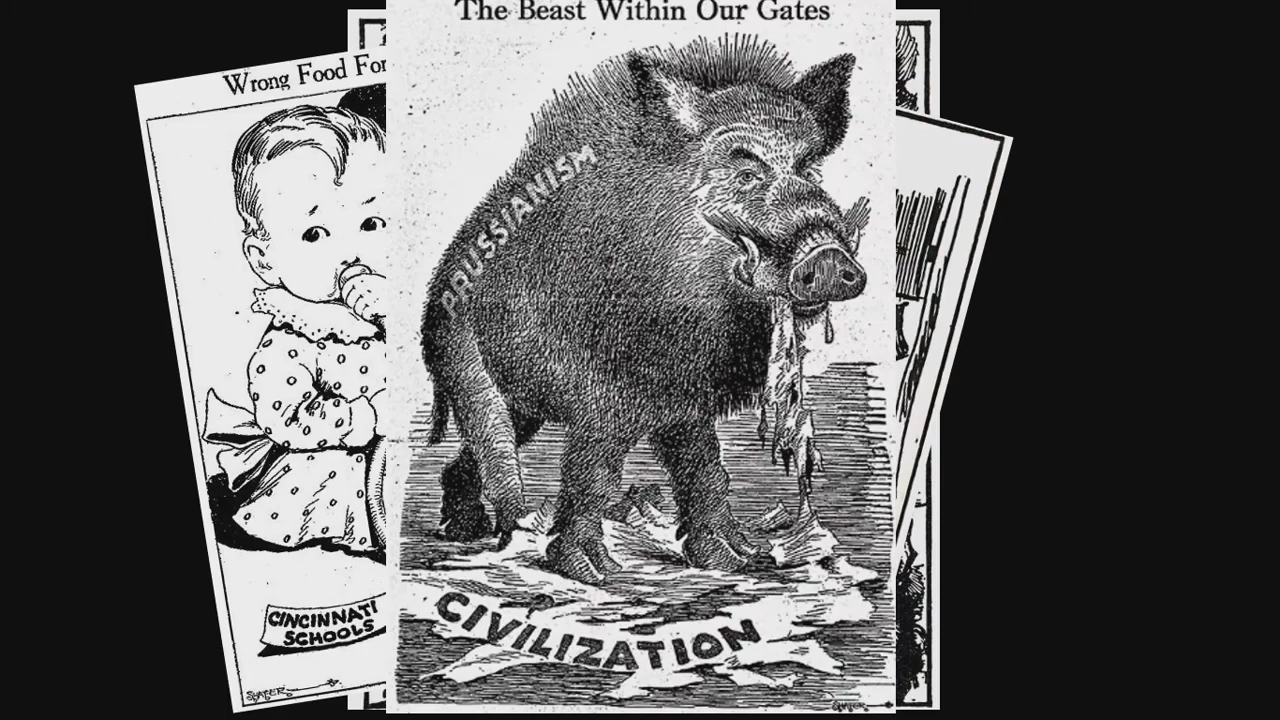 The Beast Within Our Gates
Wrong Food For
PRUSSIANISM
CINCINNATI
SCHOOLS
CIVILIZATION